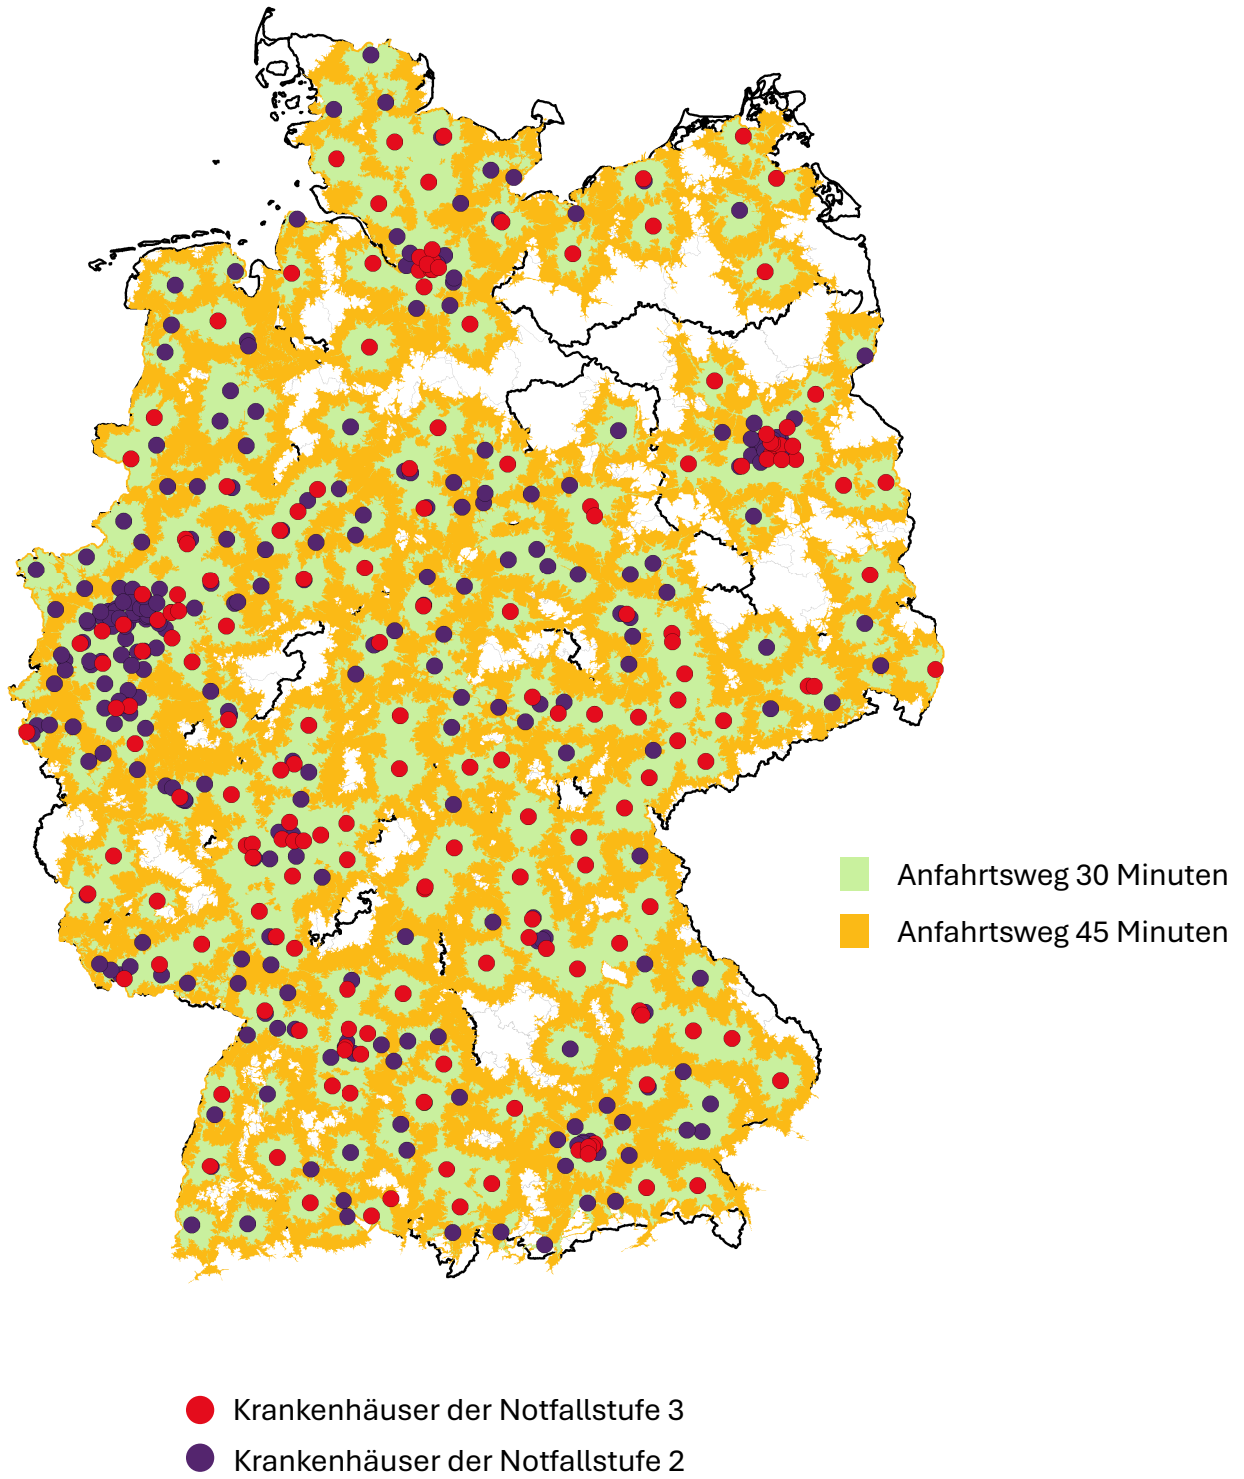 Anfahrtsweg 30 Minuten
Anfahrtsweg 45 Minuten
Krankenhäuser der Notfallstufe 3
Krankenhäuser der Notfallstufe 2